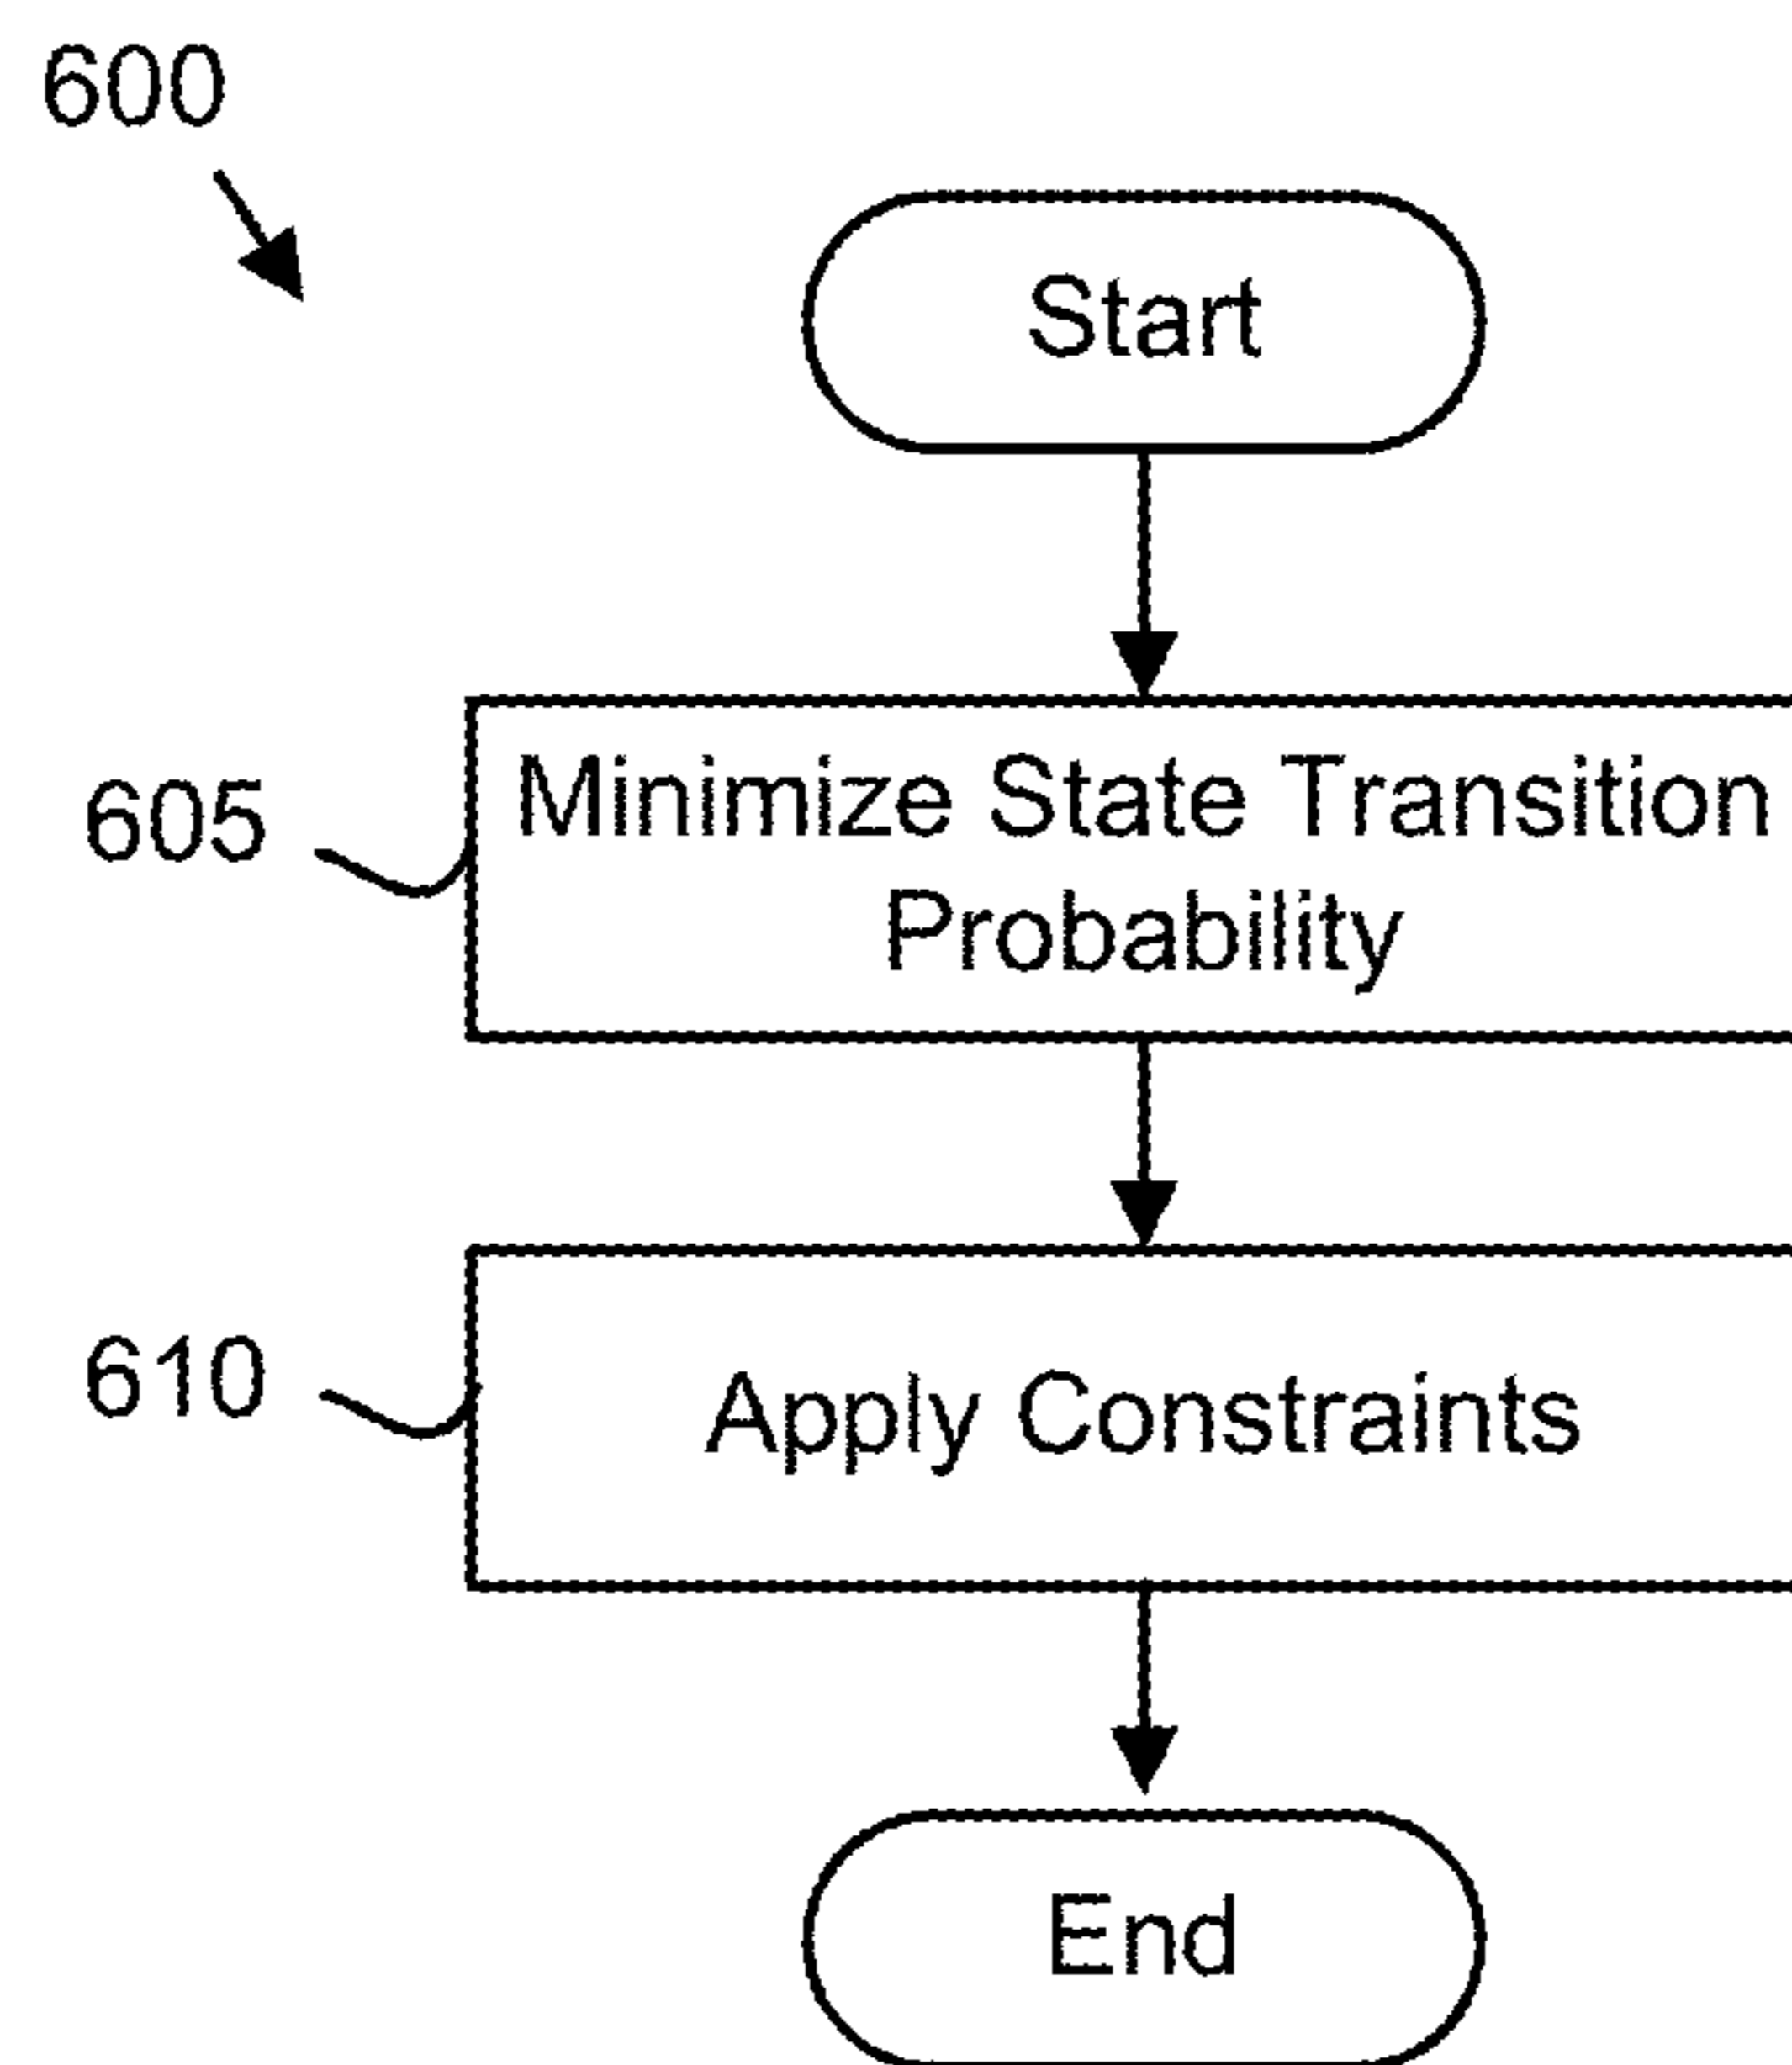 600
Start
605
Minimize State Transition
Probability
610
Apply Constraints
End